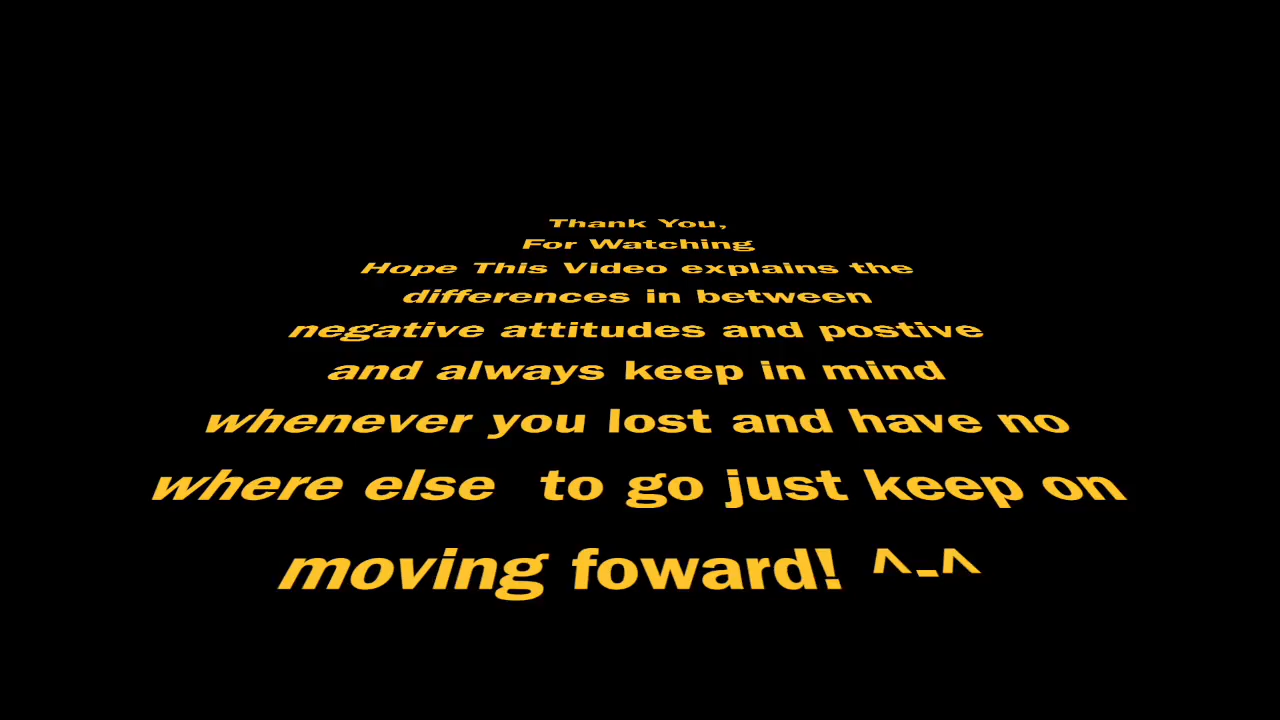 Thank You,
For Watching
Hope This Video explains the
differences in between
negative attitudes and postive
and always keep in mind
whenever you lost and have no
where else  to go just keep on
moving foward! ^-^